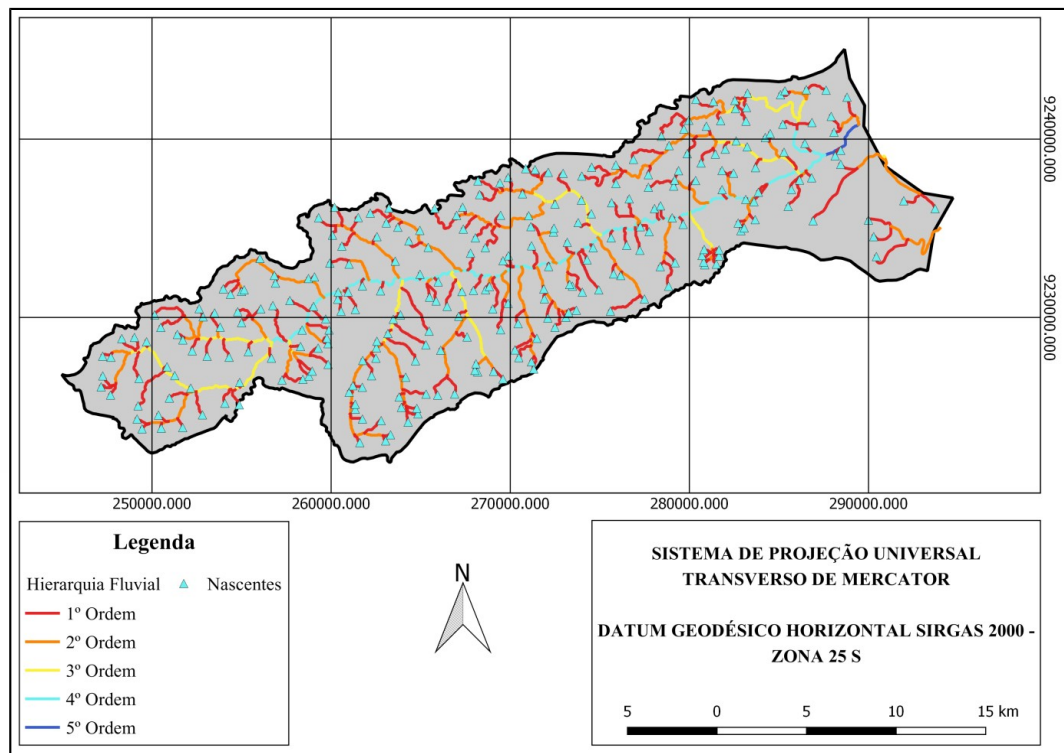 9240000.000
9230000.000
250000.000 260000.000 270000.000 280000.000 290000.000
Legenda
Hierarquia Fluvial Nascentes
1º Ordem
2º Ordem
3º Ordem
4º Ordem
5º Ordem
N
SISTEMA DE PROJEÇÃO UNIVERSAL
TRANSVERSO DE MERCATOR
DATUM GEODÉSICO HORIZONTAL SIRGAS 2000 -
ZONA 25 S
5 0 5 10 15 km